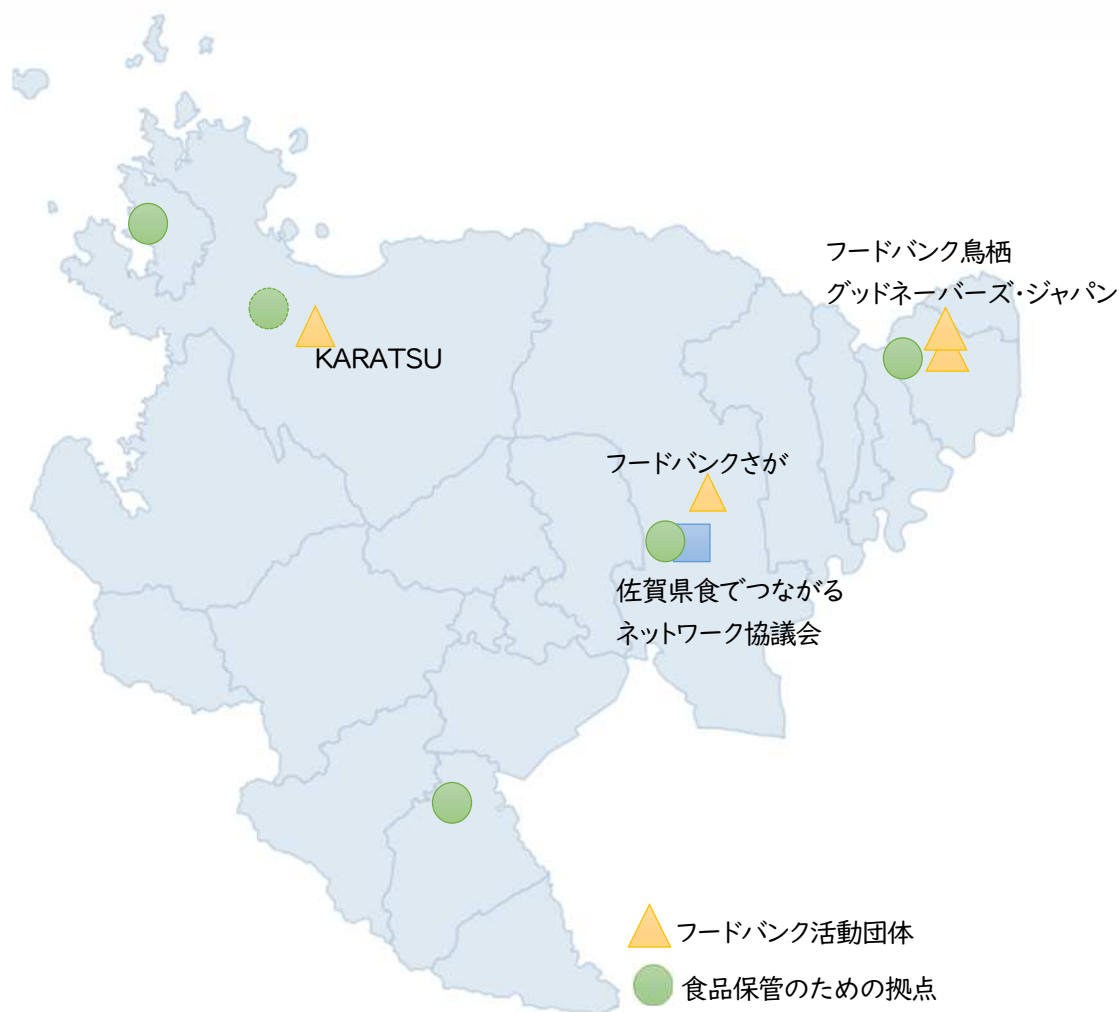 フードバンク鳥栖
グッドネーバーズ・ジャパン
KARATSU
フードバンクさが
佐賀県食でつながる
ネットワーク協議会
フードバンク活動団体
食品保管のための拠点